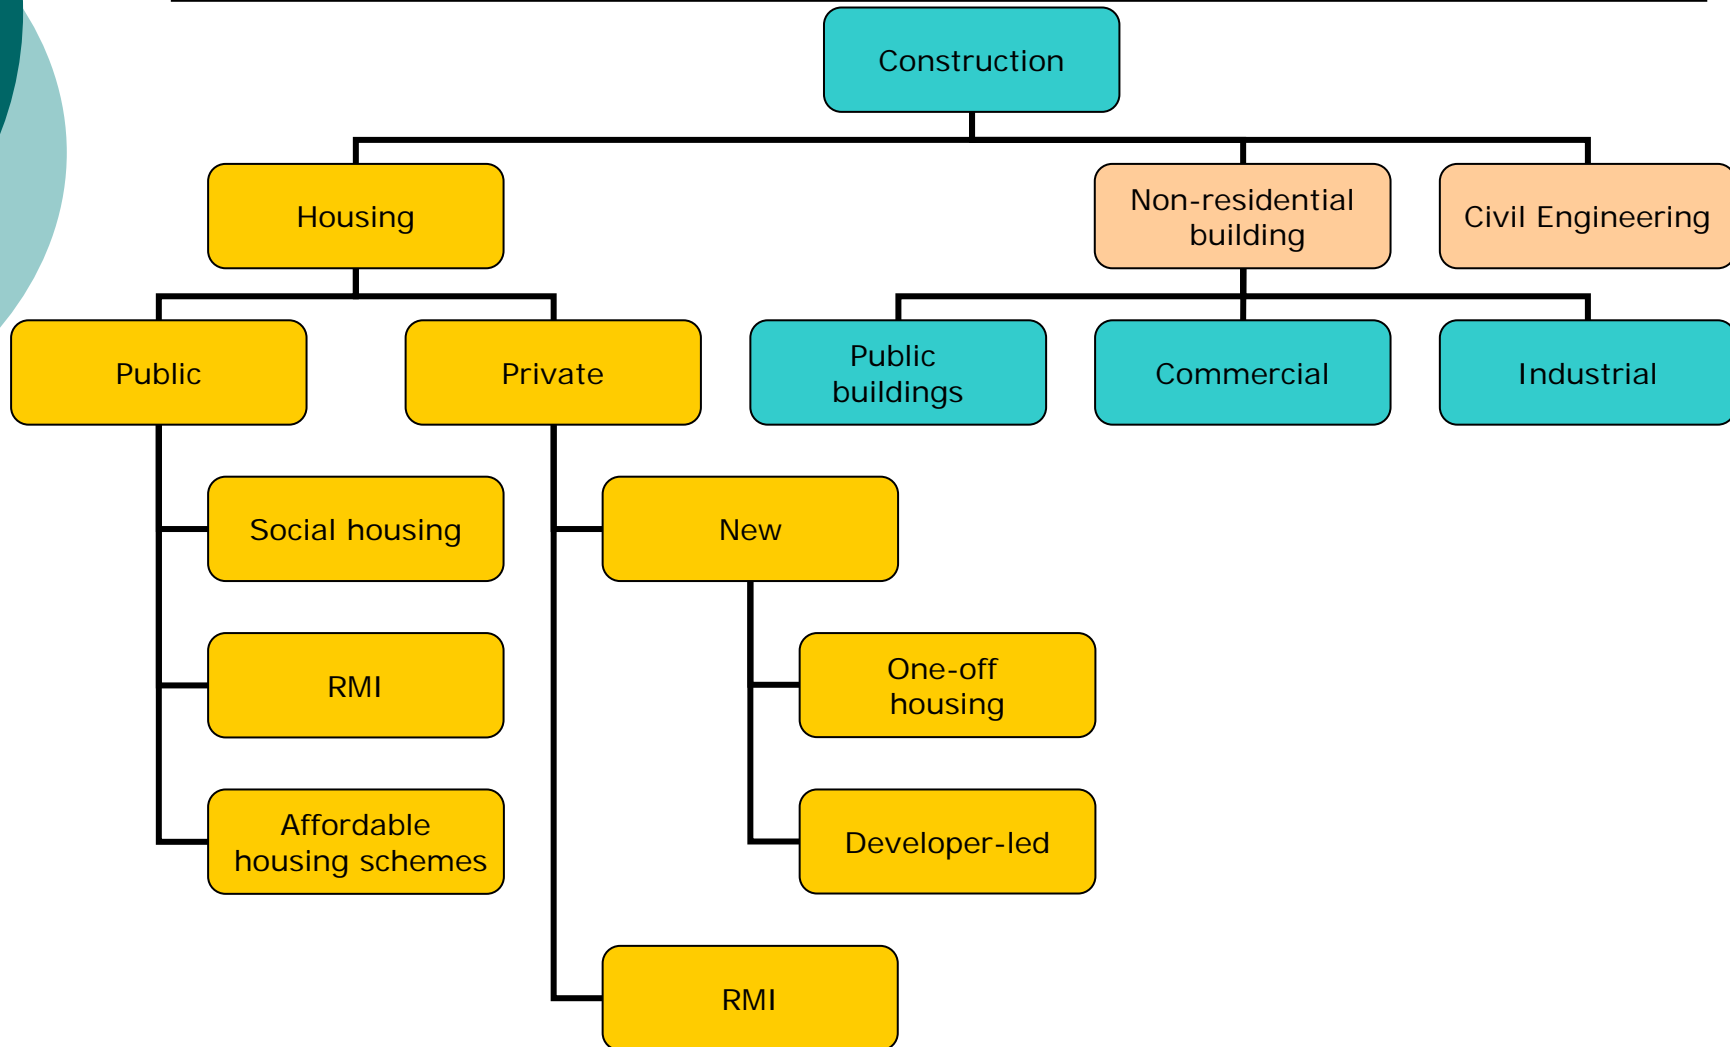 Construction
Housing
Non-residential
building
Civil Engineering
Public
Private
Public
buildings
Commercial
Industrial
Social housing
New
RMI
One-off
housing
Affordable
housing schemes
Developer-led
RMI